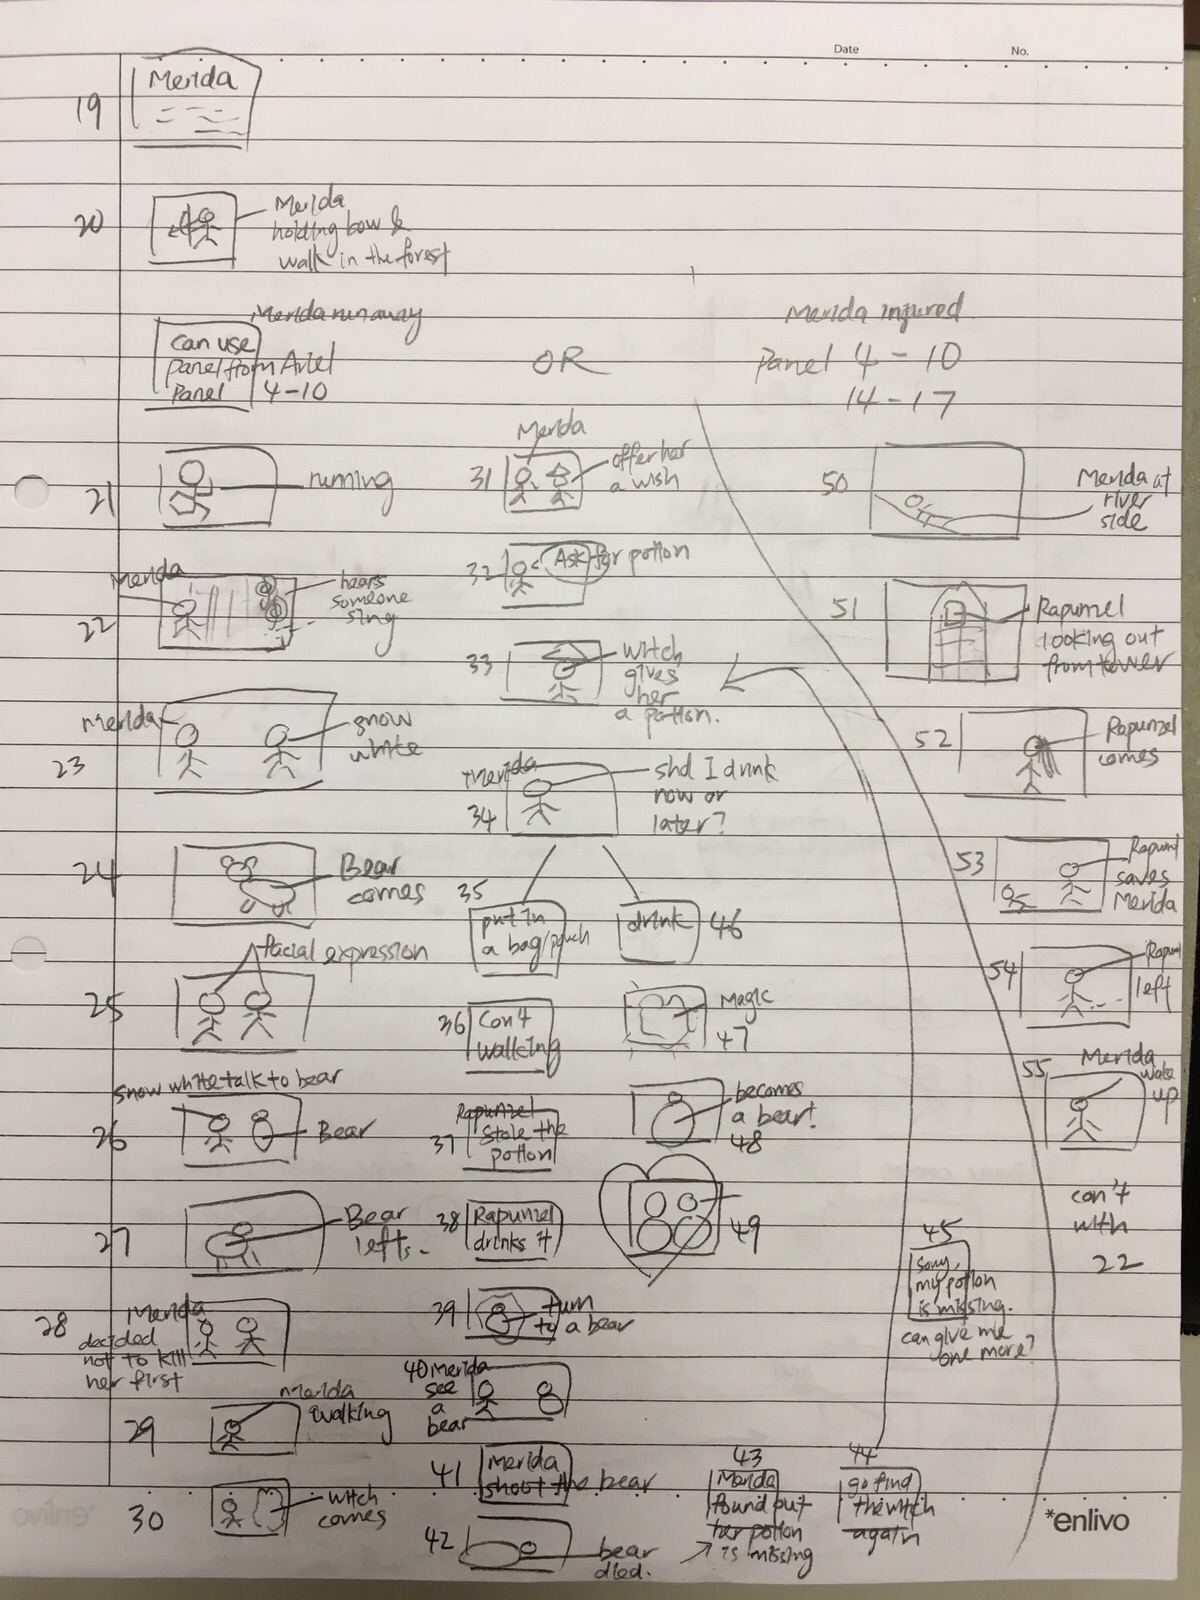 Date
No.
19
Merida
20
Merida
holding bow &
walk in the forest
Merida run away
can use
panel from Ariel
Panel 4-10
OR
Merida injured
Panel 4-10
14-17
21
running
22
Merida
hears
someone
sing
23
Merida
snow
white
24
Bear
comes
25
facial expression
26
Snow white talk to bear
Bear
27
Bear
lefts.
28
Merida
decided
not to kill
her first
29
Merida
walking
30
witch
comes
31
Merida
offer her
a wish
32
Ask for potion
33
witch
gives
her
a potion.
34
Merida
shd I drink
now or
later?
35
put in
a bag/pouch
36
Con't
walking
37
Rapunzel
stole the
potion
38
Rapunzel
drinks it
39
turn
to a bear
40 Merida
see
a
bear
41
Merida
shoot the bear
42
bear
died.
43
Merida
found out
her potion
is missing
44
go find
the witch
again
45
Sorry,
my potion
is missing.
can give me
one more?
drink
46
Magic
47
becomes
a bear!
48
49
50
Merida at
river
side
51
Rapunzel
looking out
from tower
52
Rapunzel
comes
53
Rapunzel
saves
Merida
54
left
55
Merida
wake
up
con't
with
22
*enlivo